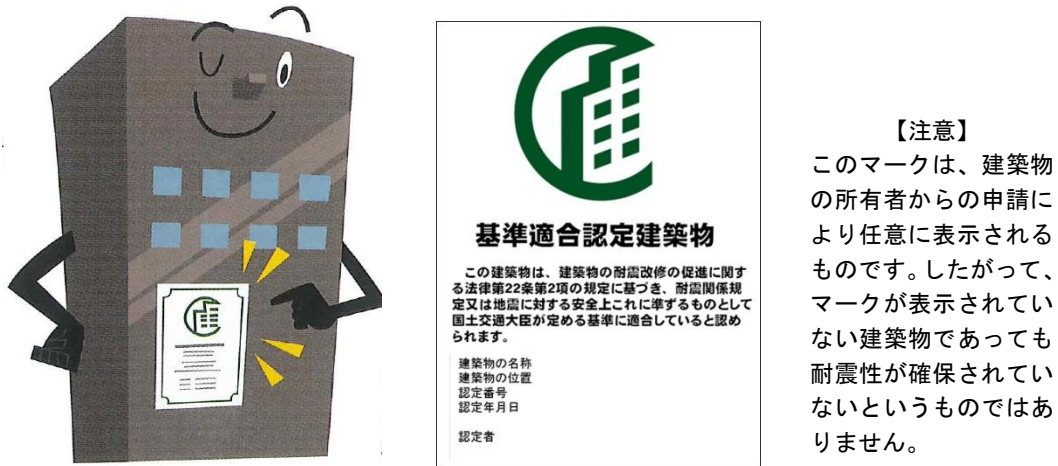 基準適合認定建築物
この建築物は、建築物の耐震改修の促進に関す
る法律第22条第2項の規定に基づき、耐震関係規
定又は地震に対する安全上これに準ずるものとして
国土交通大臣が定める基準に適合していると認め
られます。
建築物の名称
建築物の位置
認定番号
認定年月日
認定者
【注意】
このマークは、建築物
の所有者からの申請に
より任意に表示される
ものです。したがって、
マークが表示されてい
ない建築物であっても
耐震性が確保されてい
ないというものではあ
りません。